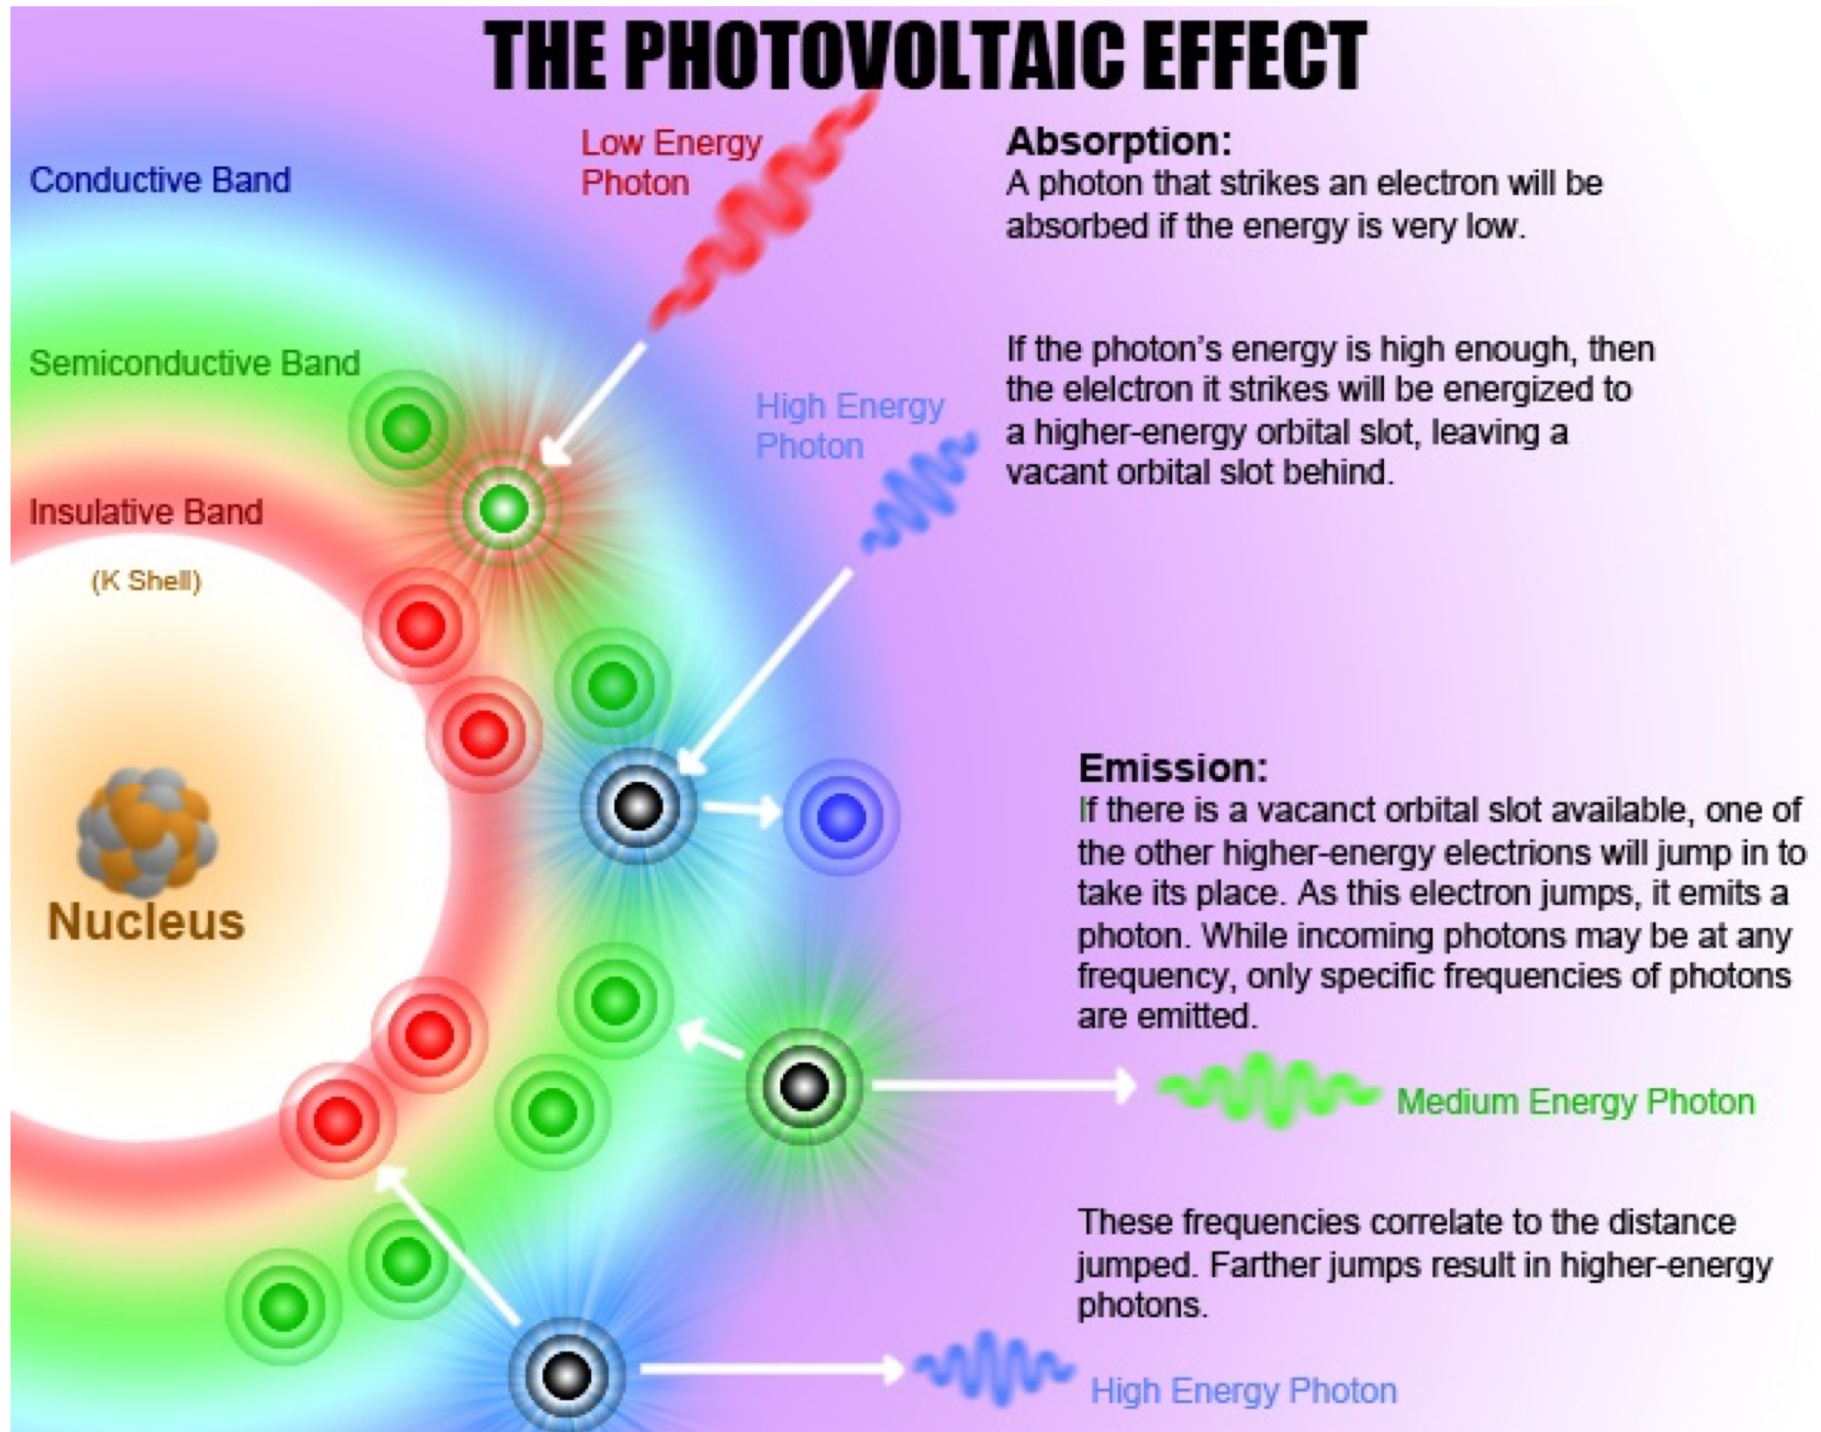 THE PHOTOVOLTAIC EFFECT
Conductive Band
Semiconductive Band
Insulative Band
(K Shell)
Nucleus
Low Energy
Photon
High Energy
Photon
Absorption:
A photon that strikes an electron will be
absorbed if the energy is very low.
If the photon's energy is high enough, then
the elelctron it strikes will be energized to
a higher-energy orbital slot, leaving a
vacant orbital slot behind.
Emission:
If there is a vacanct orbital slot available, one of
the other higher-energy electrions will jump in to
take its place. As this electron jumps, it emits a
photon. While incoming photons may be at any
frequency, only specific frequencies of photons
are emitted.
Medium Energy Photon
These frequencies correlate to the distance
jumped. Farther jumps result in higher-energy
photons.
High Energy Photon